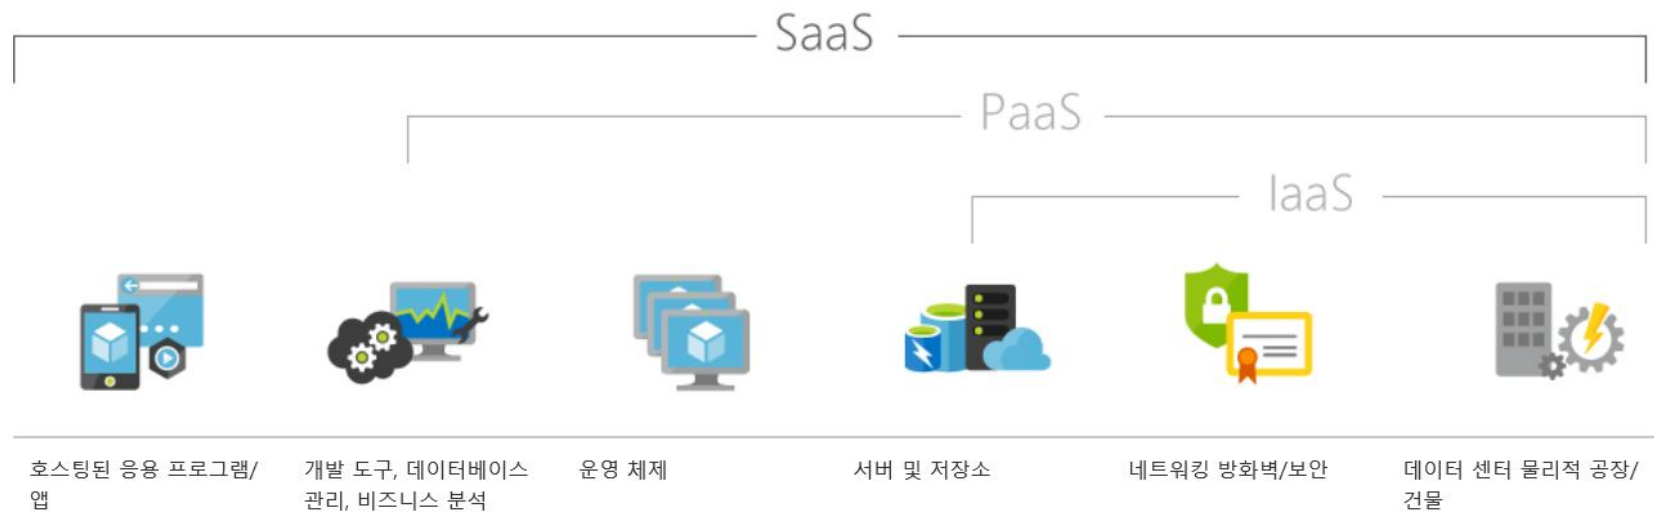 SaaS
PaaS
IaaS
호스팅된 응용 프로그램/
앱
개발 도구, 데이터베이스
관리, 비즈니스 분석
운영 체제
서버 및 저장소
네트워킹 방화벽/보안
데이터 센터 물리적 공장/
건물